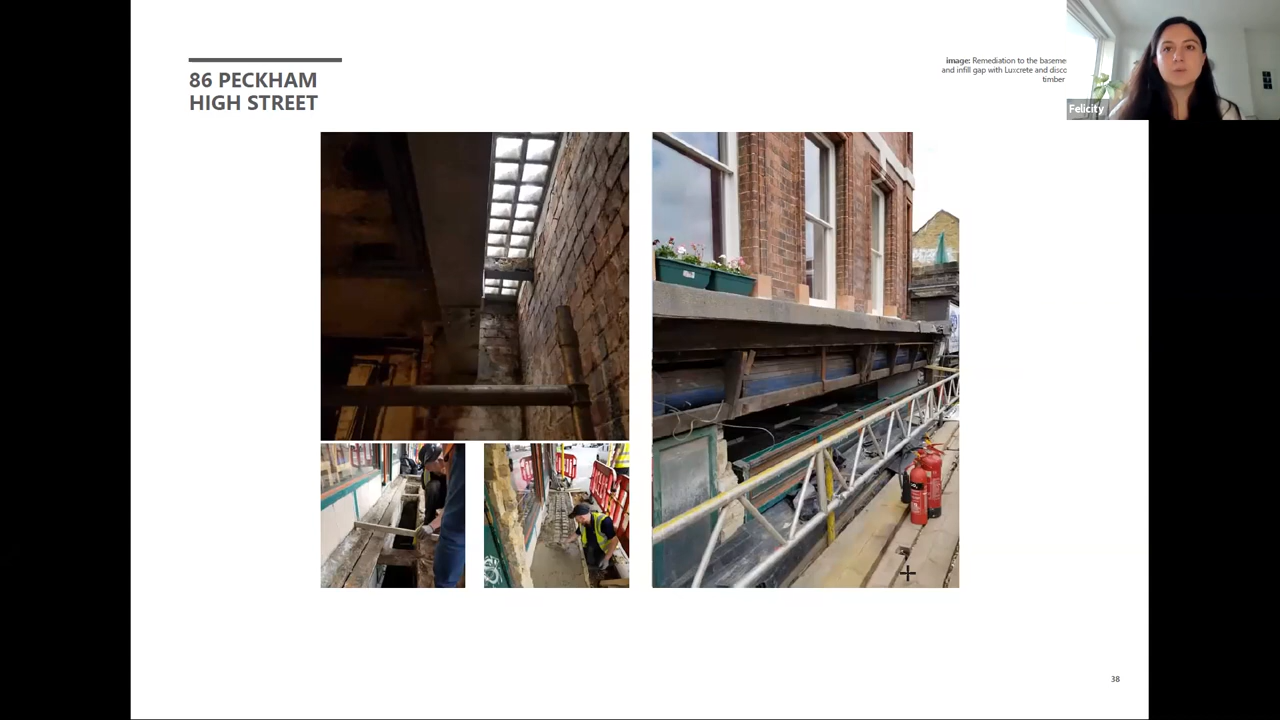 86 PECKHAM
HIGH STREET
image: Remediation to the baseme
and infill gap with Luxcrete and disco
timber
Felicity
38